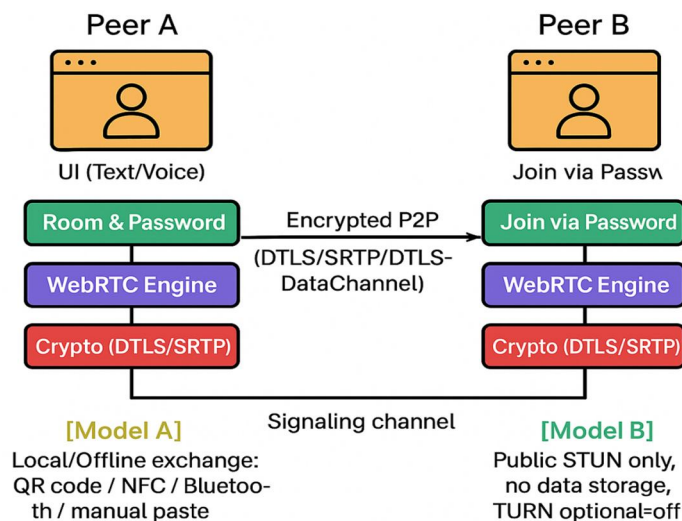 Peer A
Peer B
UI (Text/Voice)
Join via Passw
Room & Password
Encrypted P2P
(DTLS/SRTP/DTLS-
DataChannel)
Join via Password
WebRTC Engine
WebRTC Engine
Crypto (DTLS/SRTP)
Crypto (DTLS/SRTP)
Signaling channel
[Model A]
Local/Offline exchange:
QR code / NFC / Bluetoo-
th / manual paste
[Model B]
Public STUN only,
no data storage,
TURN optional=off